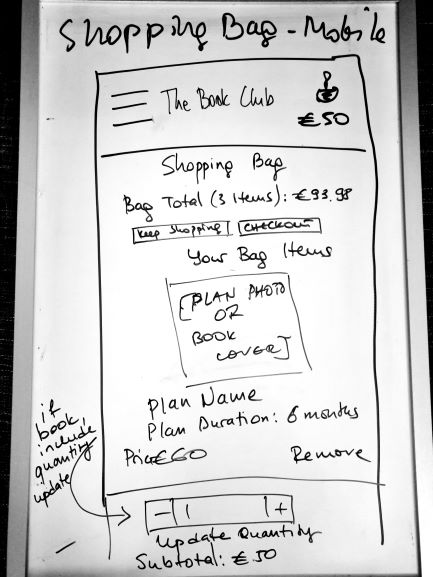 Shopping Bag - Mobile
The Book Club
€50
Shopping Bag
Bag Total (3 Items): €93.98
Keep Shopping CHECKOUT
Your Bag Items
[PLAN PHOTO
OR
BOOK
COVER]
Plan Name
Plan Duration: 6 months
Price €60 Remove
if
book,
include
quantity
update
- 1 +
Update Quantity
Subtotal: €50